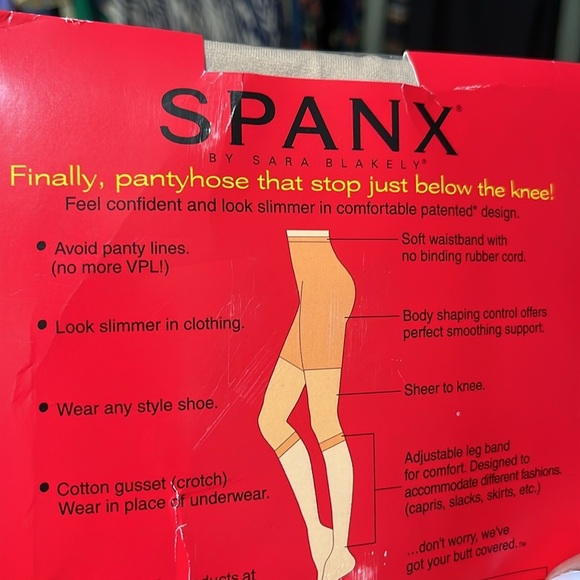 SPANX®
BY SARA BLAKELY®
Finally, pantyhose that stop just below the knee!
Feel confident and look slimmer in comfortable patented* design.
• Avoid panty lines.
(no more VPL!)
• Look slimmer in clothing.
• Wear any style shoe.
• Cotton gusset (crotch)
Wear in place of underwear.
Soft waistband with
no binding rubber cord.
Body shaping control offers
perfect smoothing support.
Sheer to knee.
Adjustable leg band
for comfort. Designed to
accommodate different fashions.
(capris, slacks, skirts, etc.)
...don't worry, we've
got your butt covered.™
at